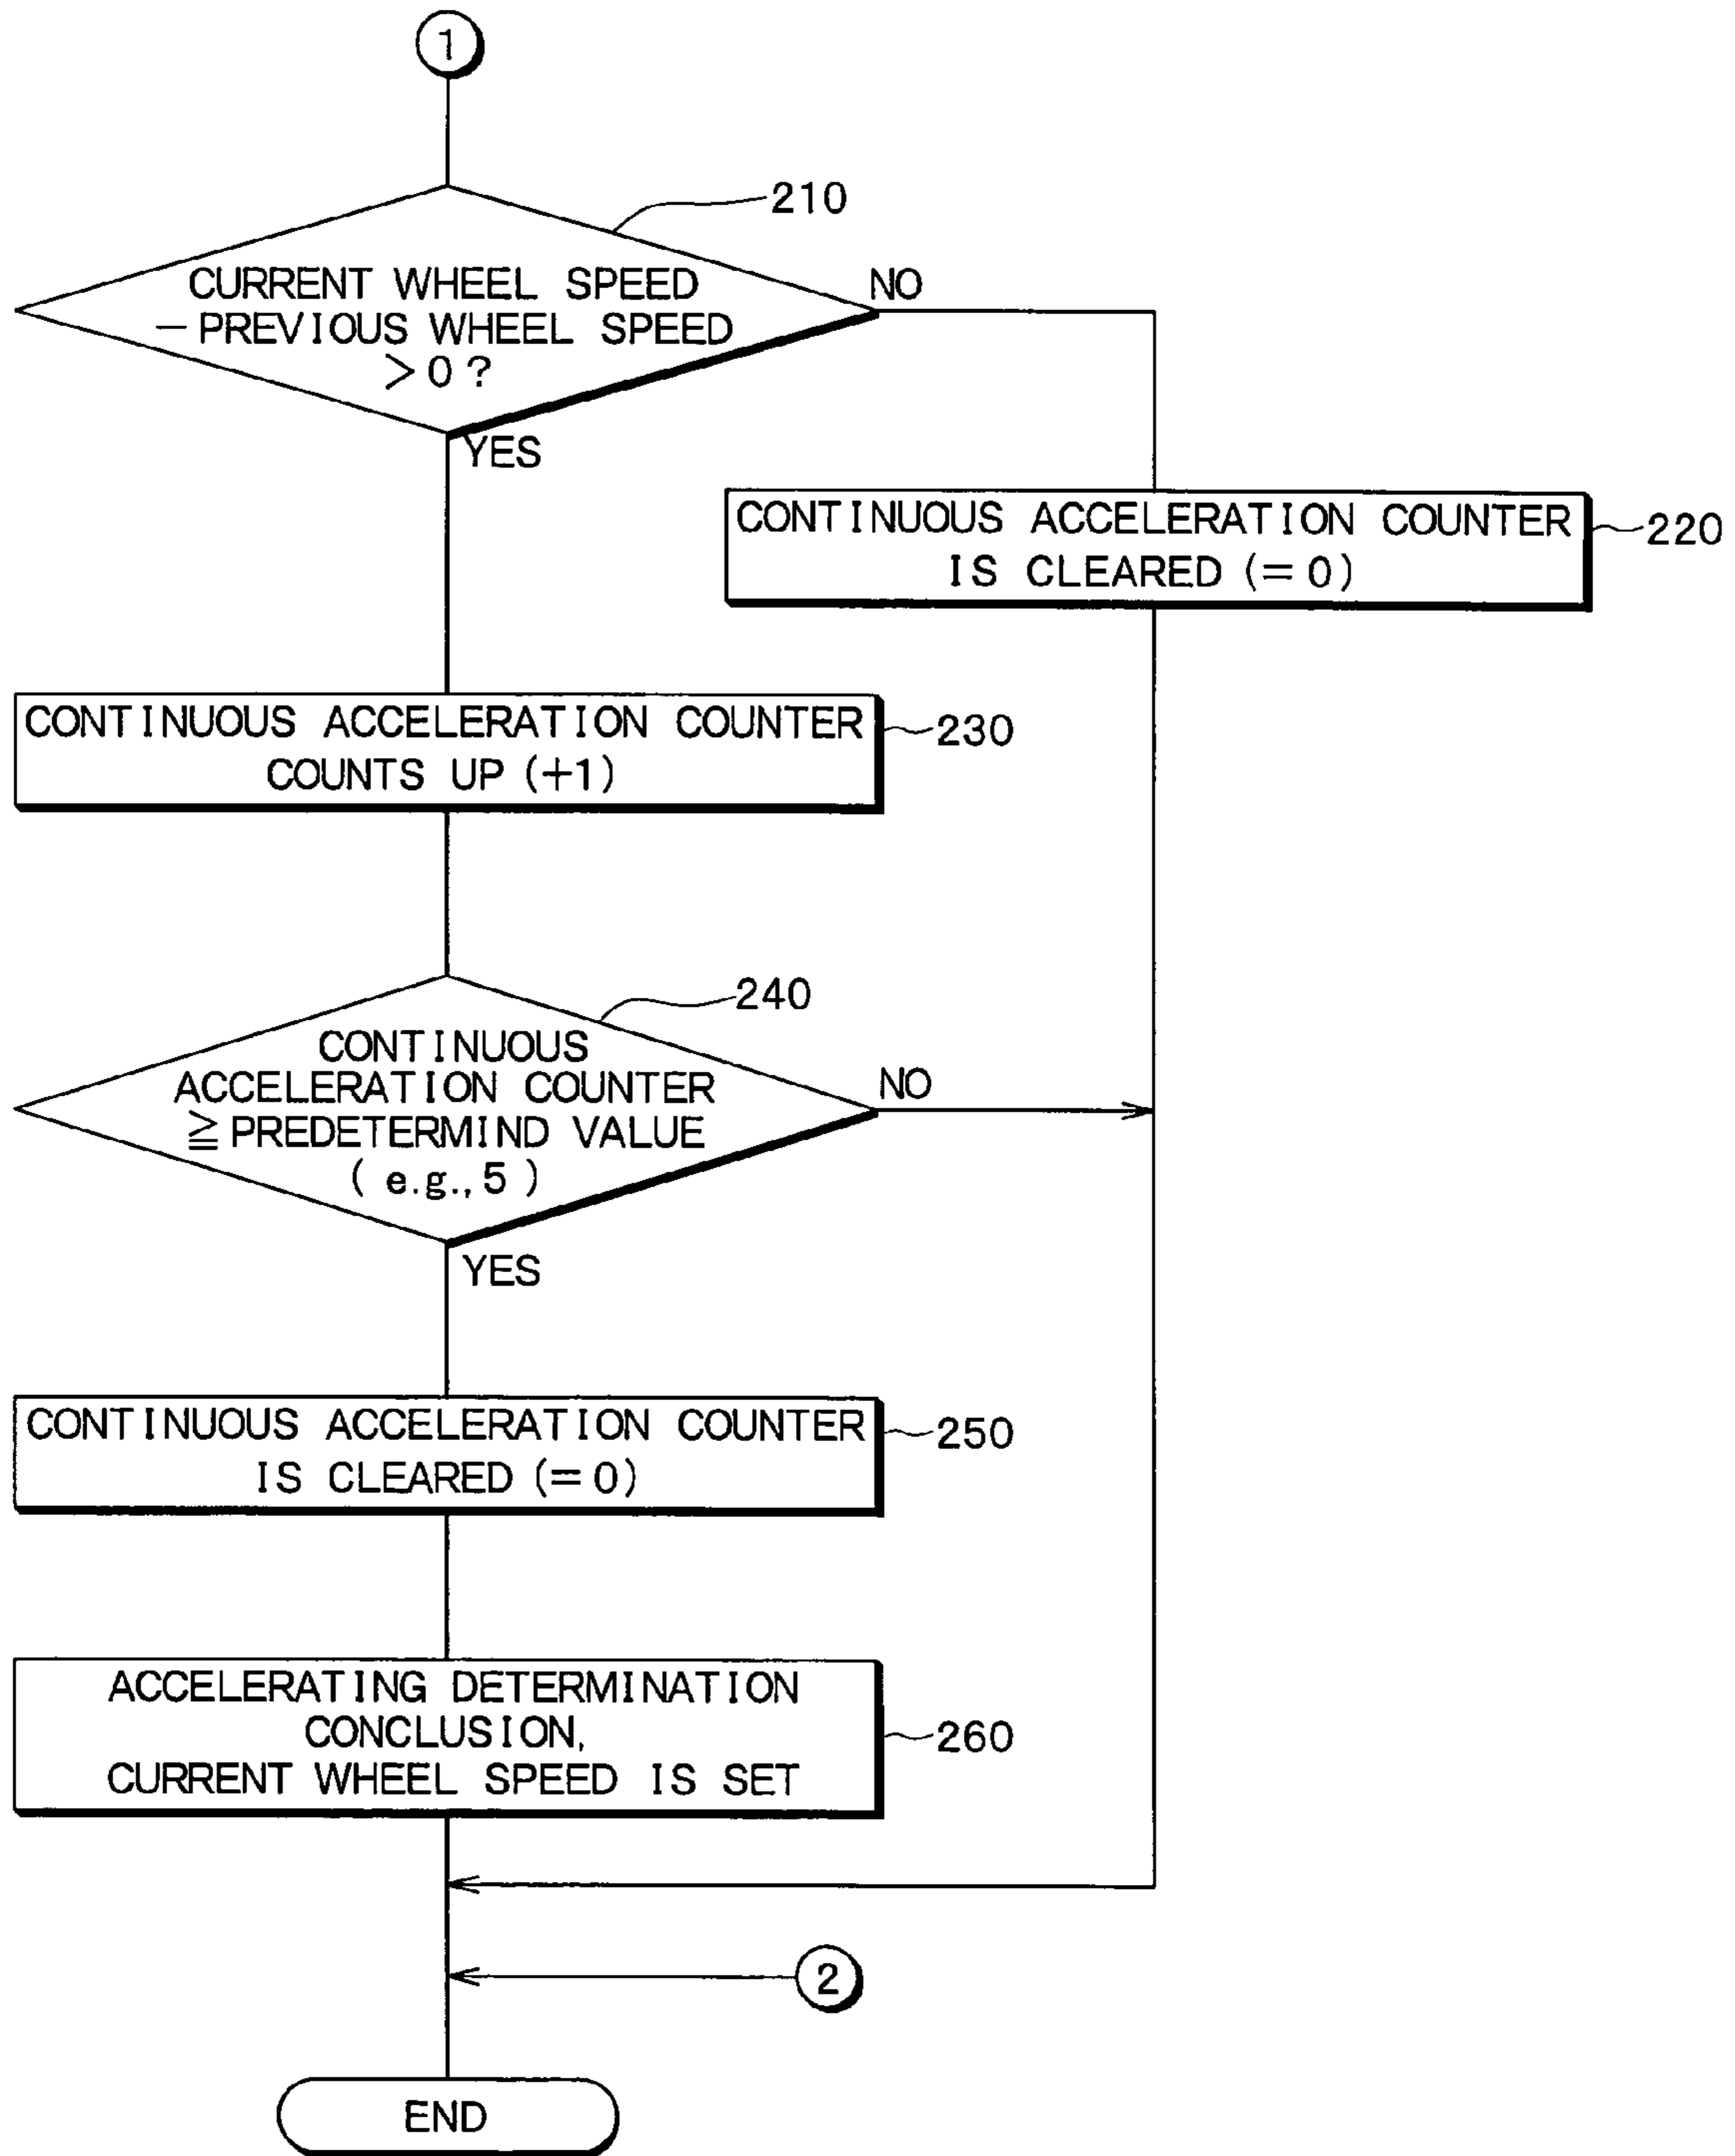 1
210
CURRENT WHEEL SPEED
−PREVIOUS WHEEL SPEED
>0?
NO
YES
CONTINUOUS ACCELERATION COUNTER
IS CLEARED (=0)
220
CONTINUOUS ACCELERATION COUNTER
COUNTS UP (+1)
230
240
CONTINUOUS
ACCELERATION COUNTER
≧PREDETERMIND VALUE
( e.g., 5 )
NO
YES
CONTINUOUS ACCELERATION COUNTER
IS CLEARED (=0)
250
ACCELERATING DETERMINATION
CONCLUSION,
CURRENT WHEEL SPEED IS SET
260
2
END